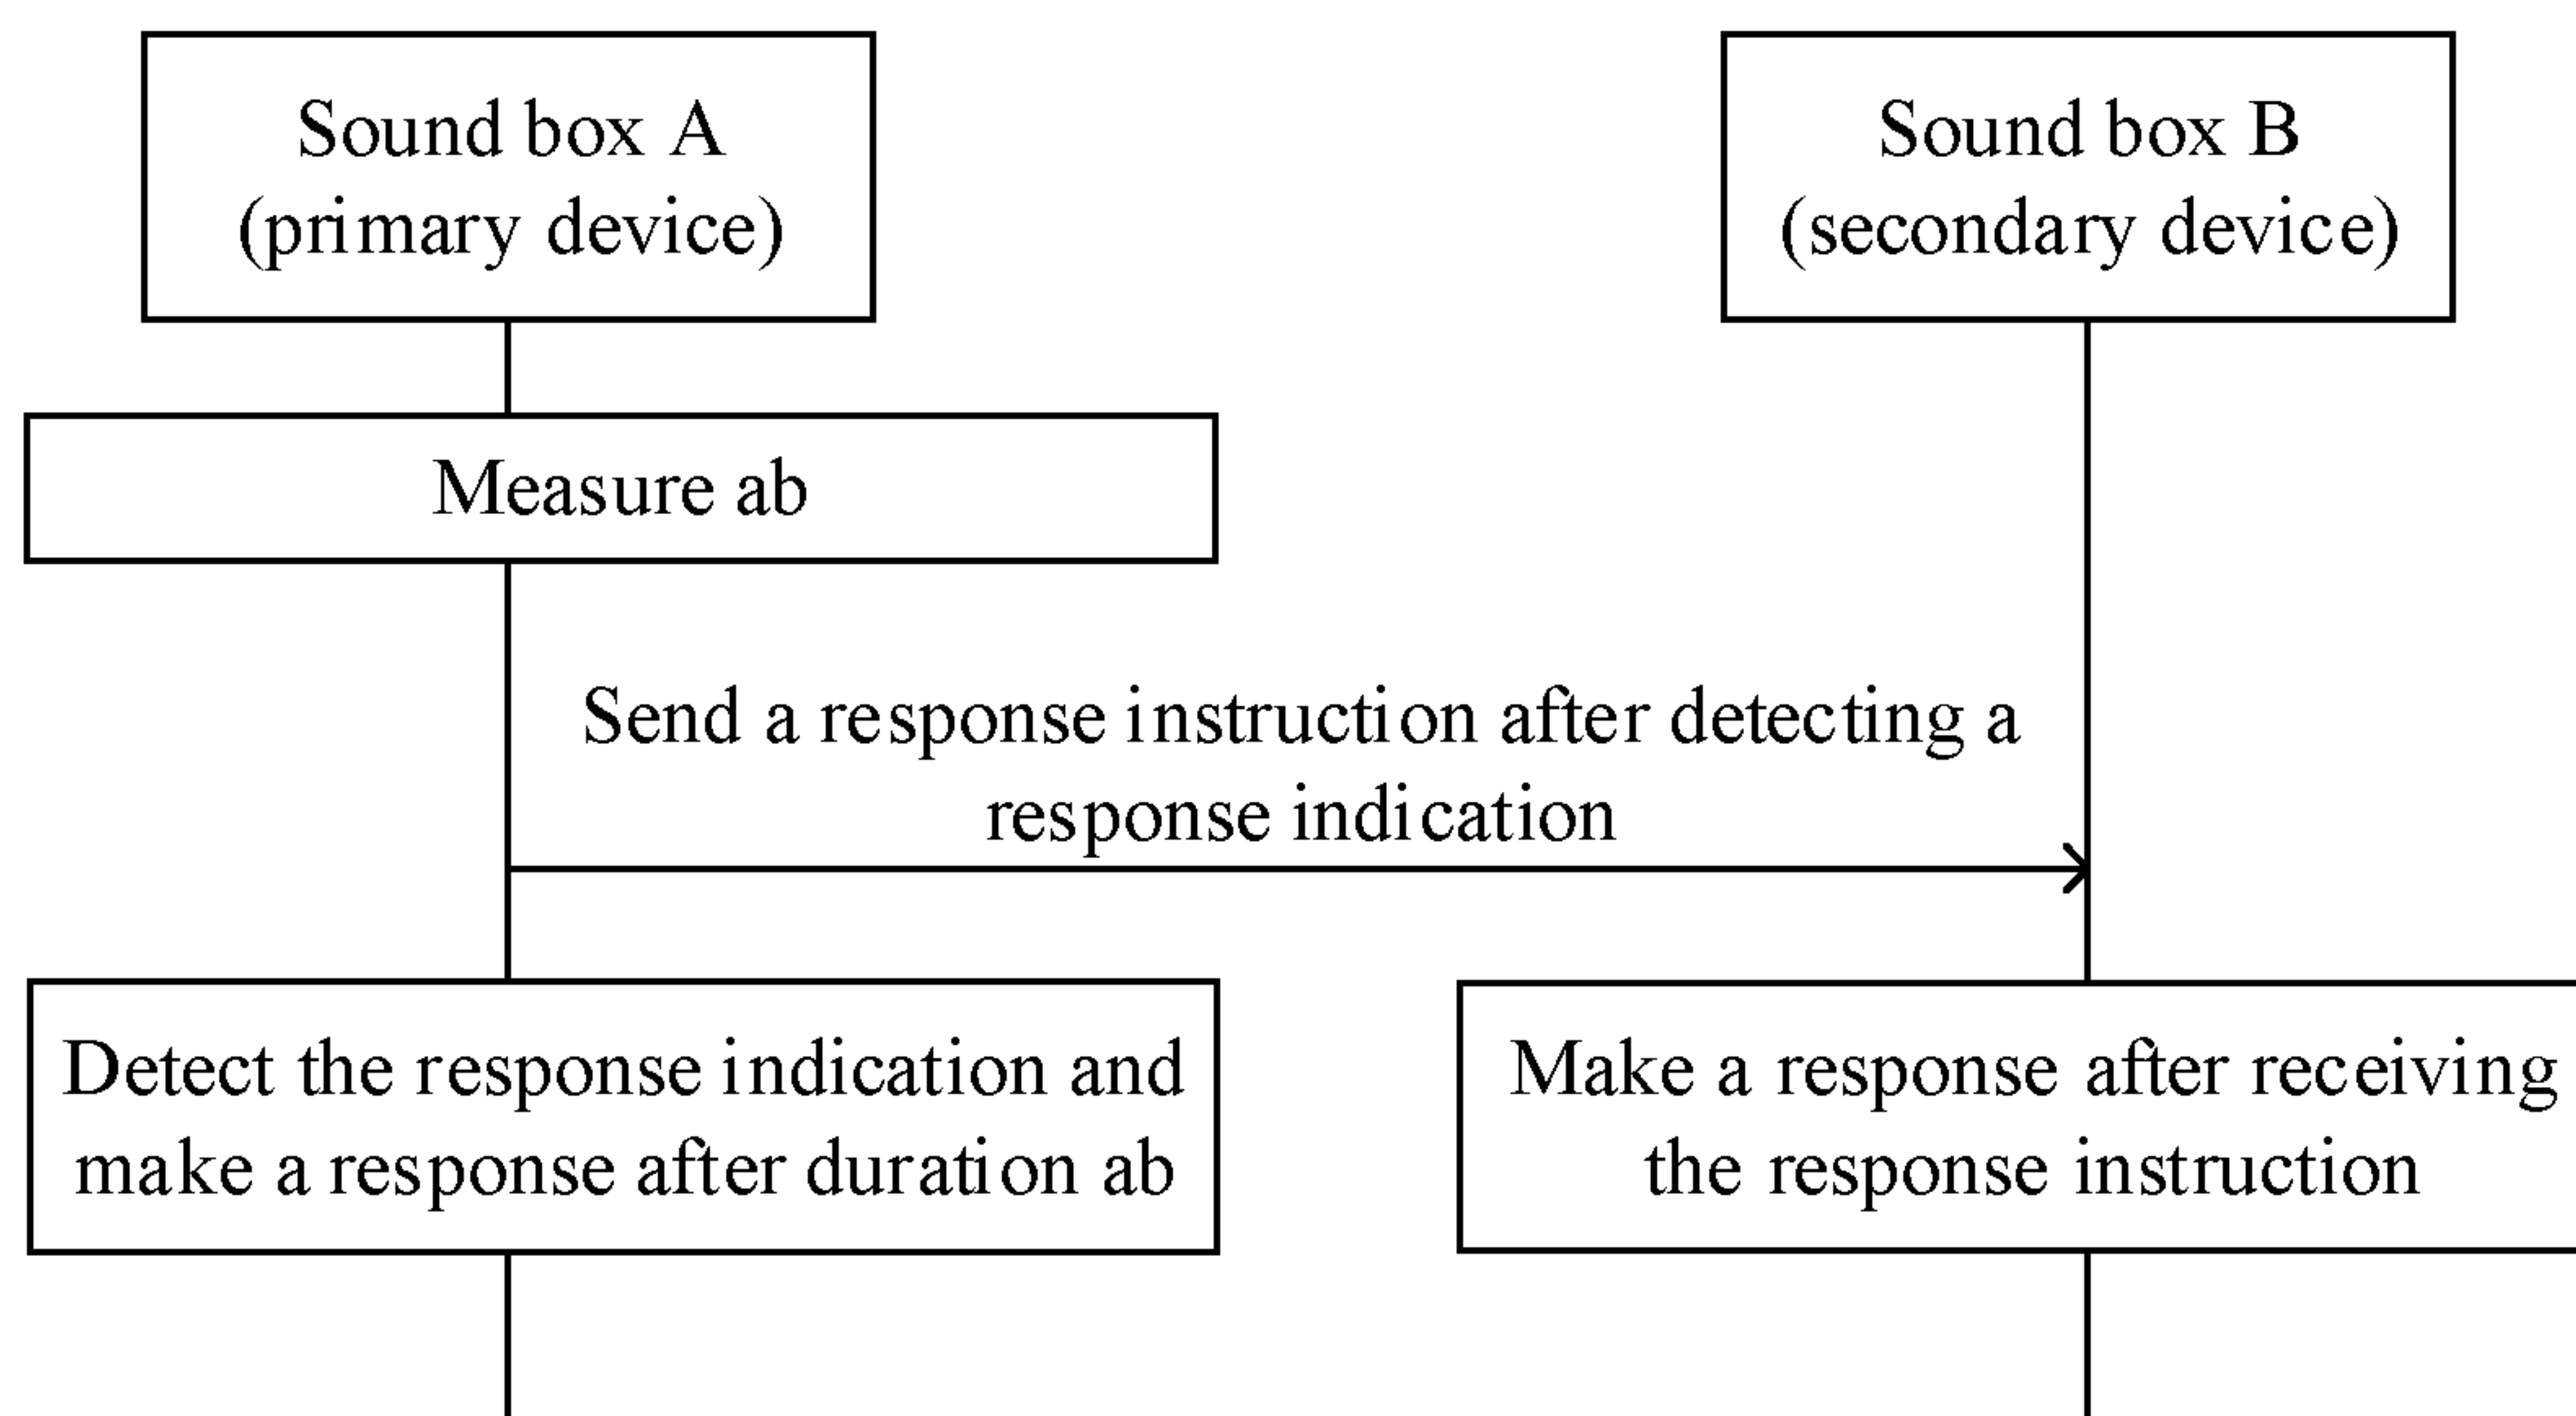 Sound box A
(primary device)
Sound box B
(secondary device)
Measure ab
Send a response instruction after detecting a
response indication
Detect the response indication and
make a response after duration ab
Make a response after receiving
the response instruction